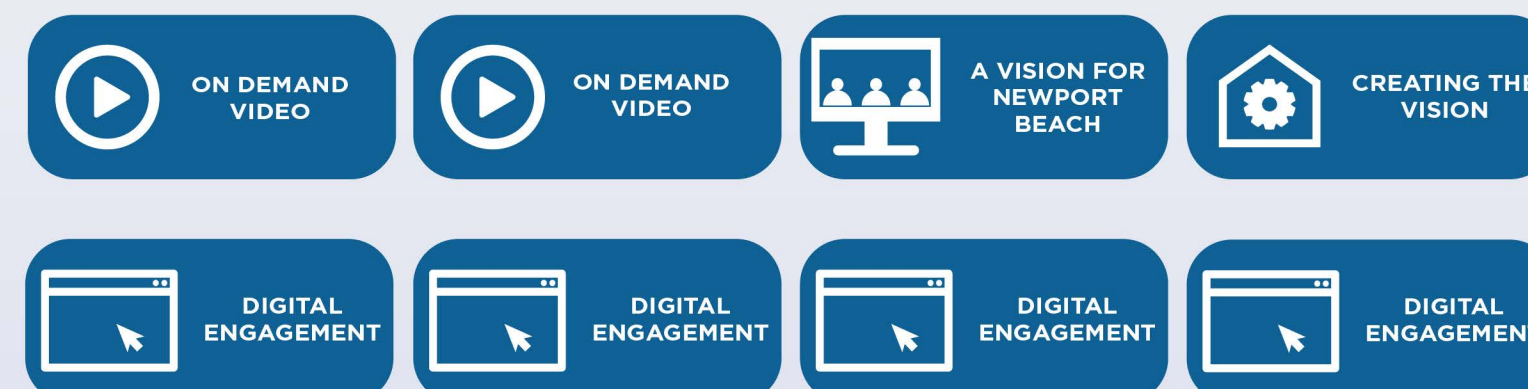 ON DEMAND
VIDEO
ON DEMAND
VIDEO
A VISION FOR
NEWPORT
BEACH
CREATING THE
VISION
DIGITAL
ENGAGEMENT
DIGITAL
ENGAGEMENT
DIGITAL
ENGAGEMENT
DIGITAL
ENGAGEMENT